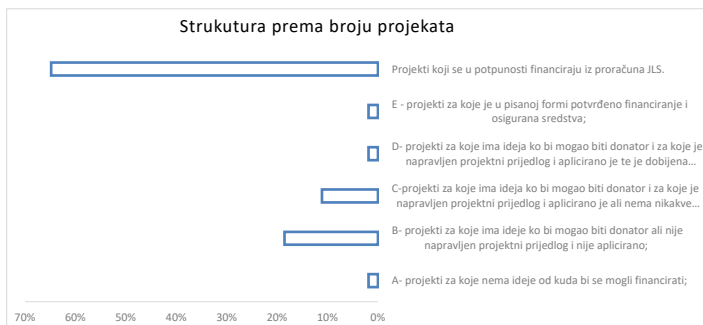 Strukutura prema broju projekata
Projekti koji se u potpunosti financiraju iz proračuna JLS.
E - projekti za koje je u pisanoj formi potvrđeno financiranje i
osigurana sredstva;
D- projekti za koje ima ideja ko bi mogao biti donator i za koje je
napravljen projektni prijedlog i aplicirano je te je dobijena...
C-projekti za koje ima ideja ko bi mogao biti donator i za koje je
napravljen projektni prijedlog i aplicirano je ali nema nikakve...
B- projekti za koje ima ideje ko bi mogao biti donator ali nije
napravljen projektni prijedlog i nije aplicirano;
A- projekti za koje nema ideje od kuda bi se mogli financirati;
70% 60% 50% 40% 30% 20% 10% 0%